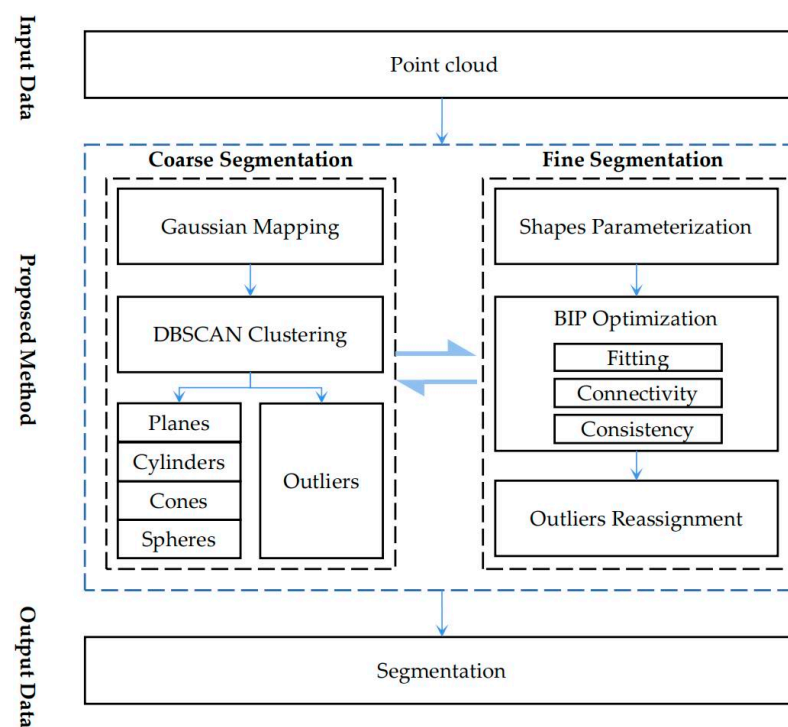 Input Data
Point cloud
Proposed Method
Coarse Segmentation
Gaussian Mapping
DBSCAN Clustering
Planes
Cylinders
Cones
Spheres
Outliers
Fine Segmentation
Shapes Parameterization
BIP Optimization
Fitting
Connectivity
Consistency
Outliers Reassignment
Output Data
Segmentation